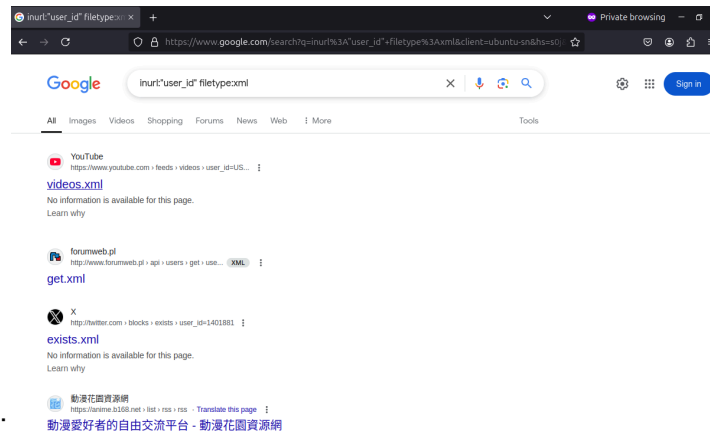 inurl:"user_id" filetype:xm
Private browsing
https://www.google.com/search?q=inurl%3A"user_id"+filetype%3Axml&client=ubuntu-sn&hs=s0j
Google
inurl:"user_id" filetype:xml
Sign in
All Images Videos Shopping Forums News Web More Tools
YouTube
https://www.youtube.com › feeds › videos › user_id=US...
videos.xml
No information is available for this page.
Learn why
forumweb.pl
http://www.forumweb.pl › api › users › get › use... XML
get.xml
X
http://twitter.com › blocks › exists › user_id=1401881
exists.xml
No information is available for this page.
Learn why
動漫花園資源網
https://anime.b168.net › list › rss › rss · Translate this page
動漫愛好者的自由交流平台 - 動漫花園資源網